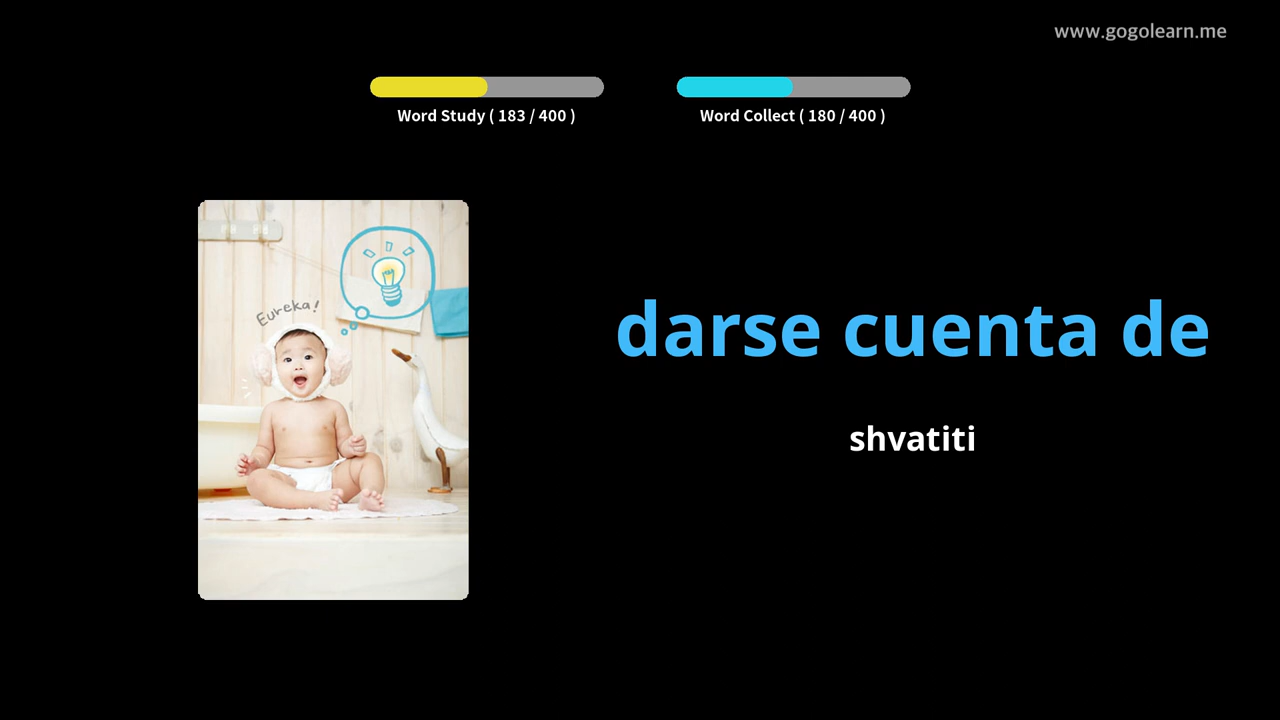 www.gogolearn.me
Word Study ( 183 / 400 )
Word Collect ( 180 / 400 )
Eureka!
darse cuenta de
shvatiti